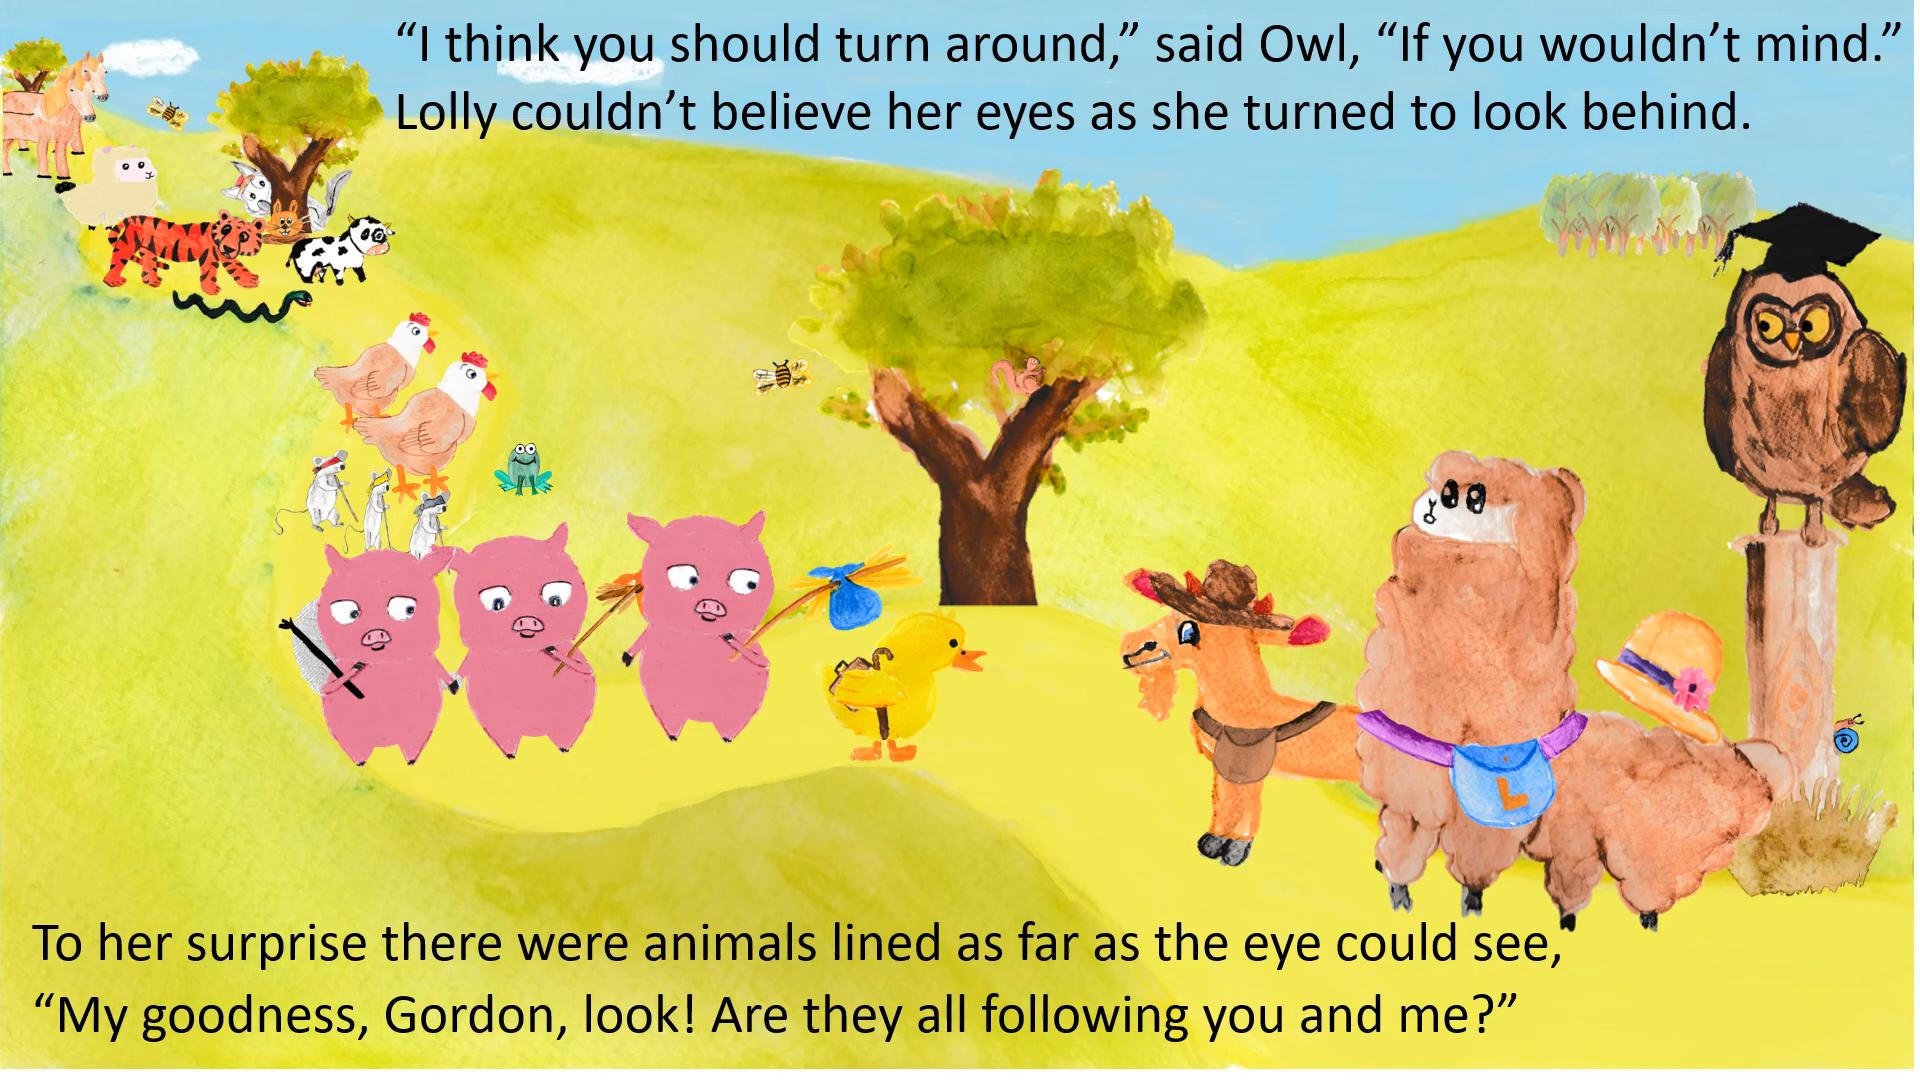 “I think you should turn around,” said Owl, “If you wouldn’t mind.”
Lolly couldn’t believe her eyes as she turned to look behind.
L
To her surprise there were animals lined as far as the eye could see,
“My goodness, Gordon, look! Are they all following you and me?”